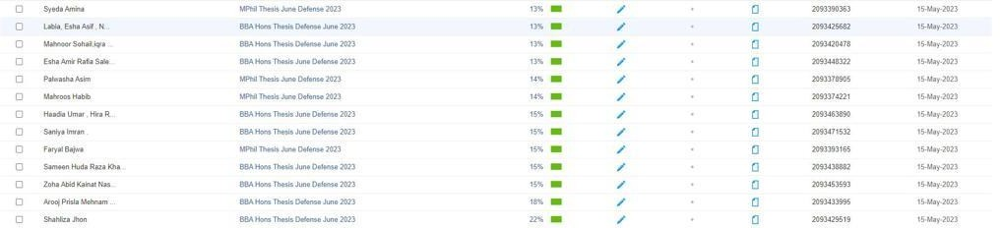 Syeda Amina MPhil Thesis June Defense 2023 13% 2093390363 15-May-2023
Labia, Esha Asif , N... BBA Hons Thesis June Defense June 2023 13% 2093425682 15-May-2023
Mahnoor Sohail,iqra ... BBA Hons Thesis Defense June 2023 13% 2093420478 15-May-2023
Esha Amir Rafia Sale... BBA Hons Thesis June Defense 2023 13% 2093448322 15-May-2023
Palwasha Asim MPhil Thesis June Defense 2023 14% 2093378905 15-May-2023
Mahroos Habib MPhil Thesis June Defense 2023 14% 2093374221 15-May-2023
Haadia Umar , Hira R... BBA Hons Thesis Defense June 2023 15% 2093463890 15-May-2023
Saniya Imran . BBA Hons Thesis Defense June 2023 15% 2093471532 15-May-2023
Faryal Bajwa MPhil Thesis June Defense 2023 15% 2093393165 15-May-2023
Sameen Huda Raza Kha... BBA Hons Thesis Defense June 2023 15% 2093438882 15-May-2023
Zoha Abid Kainat Nas... BBA Hons Thesis Defense June 2023 15% 2093453593 15-May-2023
Arooj Prisla Mehnam ... BBA Hons Thesis Defense June 2023 18% 2093433995 15-May-2023
Shahliza Jhon BBA Hons Thesis Defense June 2023 22% 2093429519 15-May-2023